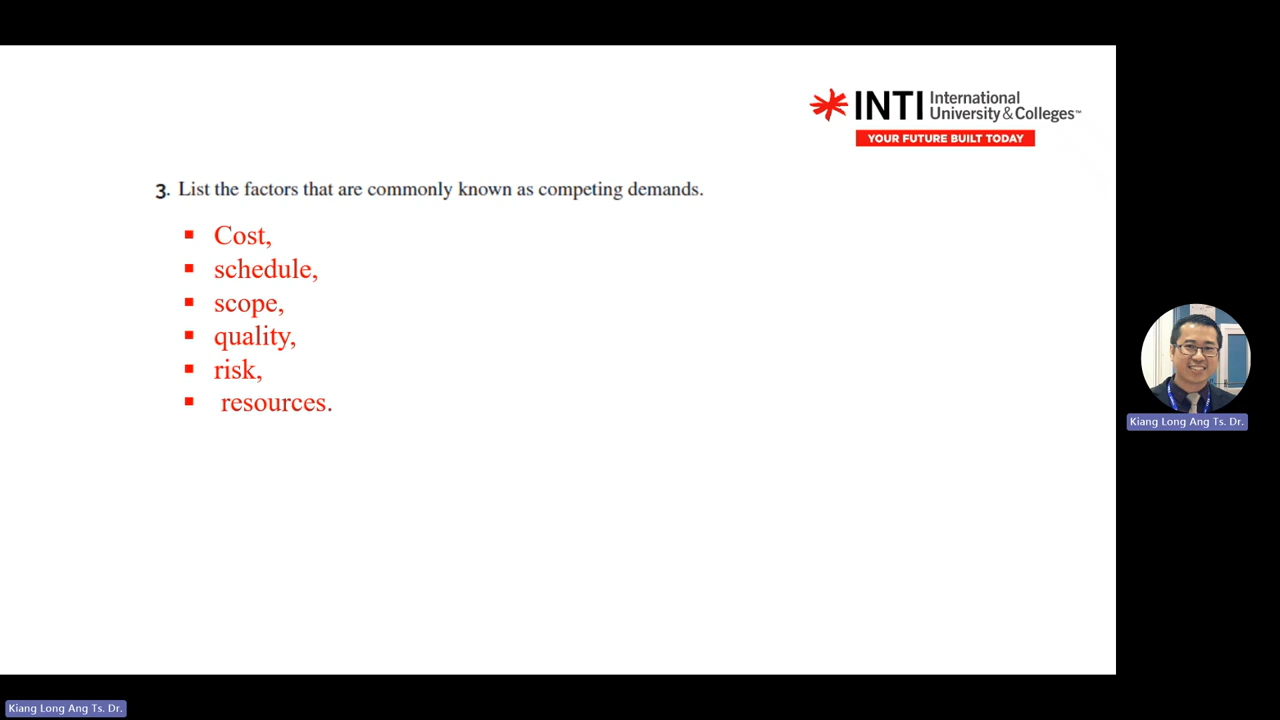 INTI International
University & Colleges™
YOUR FUTURE BUILT TODAY
3. List the factors that are commonly known as competing demands.
▪ Cost,
▪ schedule,
▪ scope,
▪ quality,
▪ risk,
▪ resources.
Kiang Long Ang Ts. Dr.
Kiang Long Ang Ts. Dr.